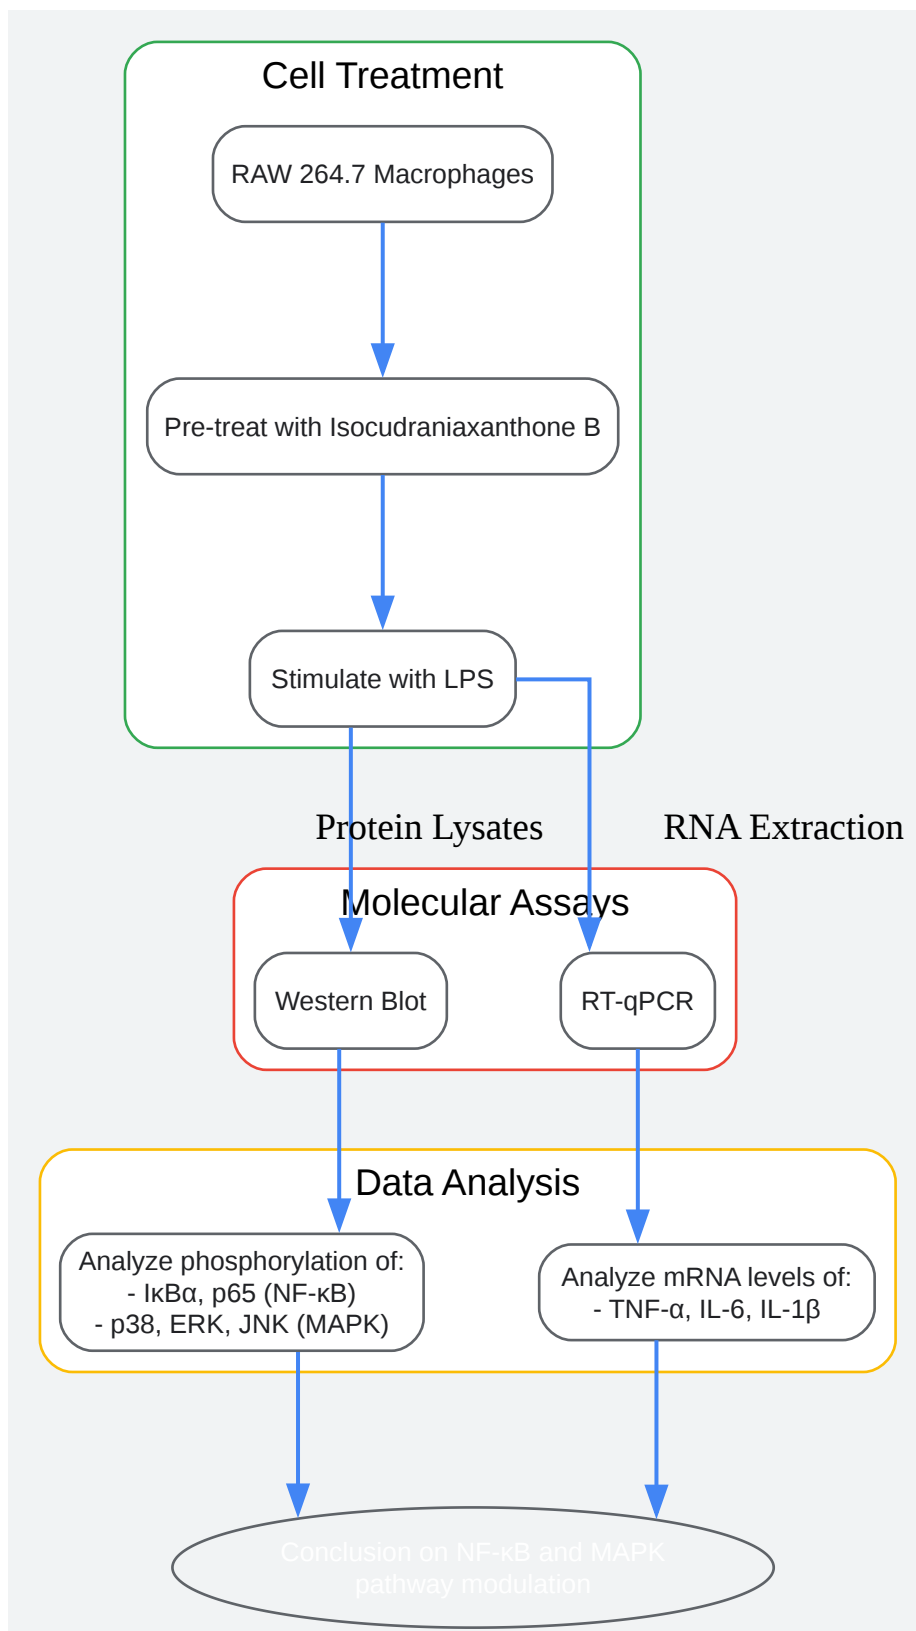 Cell Treatment
RAW 264.7 Macrophages
Pre-treat with Isocudraniaxanthone B
Stimulate with LPS
Protein Lysates
RNA Extraction
Molecular Assays
Western Blot
RT-qPCR
Data Analysis
Analyze phosphorylation of:
- IκBα, p65 (NF-κB)
- p38, ERK, JNK (MAPK)
Analyze mRNA levels of:
- TNF-α, IL-6, IL-1β
Conclusion on NF-κB and MAPK
pathway modulation